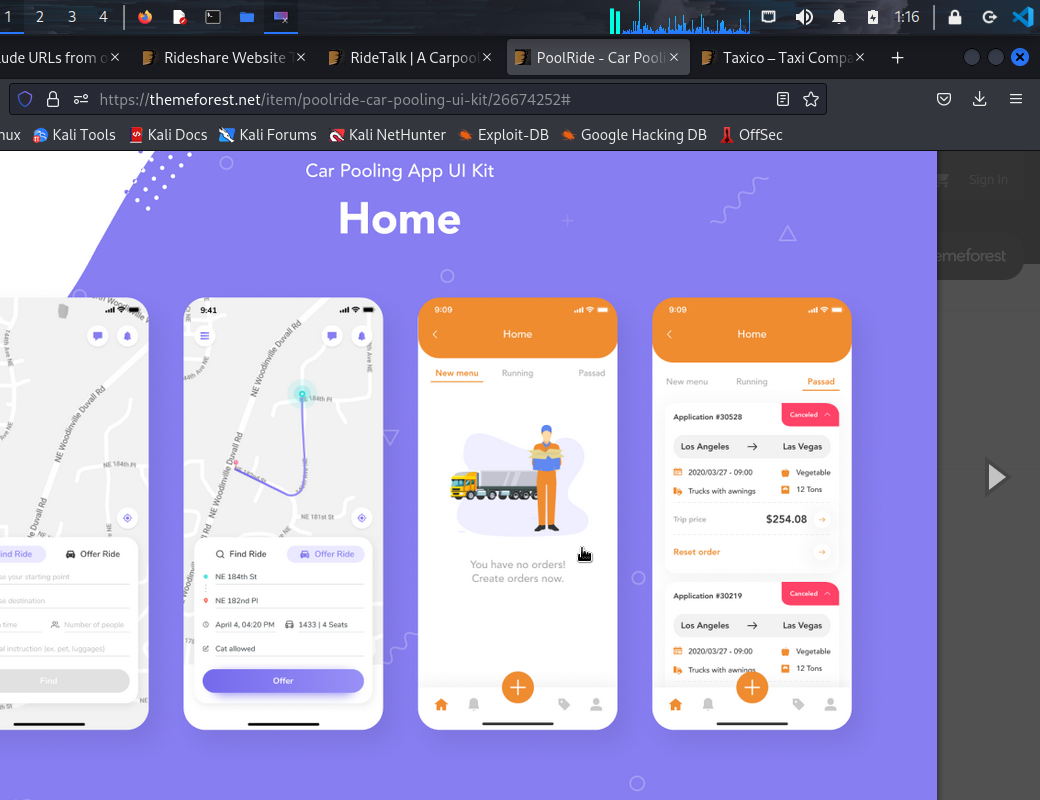 1 2 3 4 1:16
lude URLs from o Rideshare Website T RideTalk | A Carpool PoolRide - Car Pooli Taxico – Taxi Compa
https://themeforest.net/item/poolride-car-pooling-ui-kit/26674252#
nux Kali Tools Kali Docs Kali Forums Kali NetHunter Exploit-DB Google Hacking DB OffSec
Car Pooling App UI Kit
Home
Sign In
emeforest
9:41
NE Woodinville Duvall Rd
NE 184th Pl
NE 181st St
Find Ride Offer Ride
se your starting point
se destination
time Number of people
al instruction (ex. pet, luggages)
Find
NE Woodinville Duvall Rd
NE 184th Pl
NE Woodinville Duvall Rd
NE 181st St
Find Ride Offer Ride
NE 184th St
NE 182nd Pl
April 4, 04:20 PM 1433 | 4 Seats
Cat allowed
Offer
9:09
Home
New menu Running Passad
You have no orders!
Create orders now.
9:09
Home
New menu Running Passad
Application #30528 Canceled
Los Angeles → Las Vegas
2020/03/27 - 09:00 Vegetable
Trucks with awnings 12 Tons
Trip price $254.08
Reset order
Application #30219 Canceled
Los Angeles → Las Vegas
2020/03/27 - 09:00 Vegetable
Trucks with awnings 12 Tons